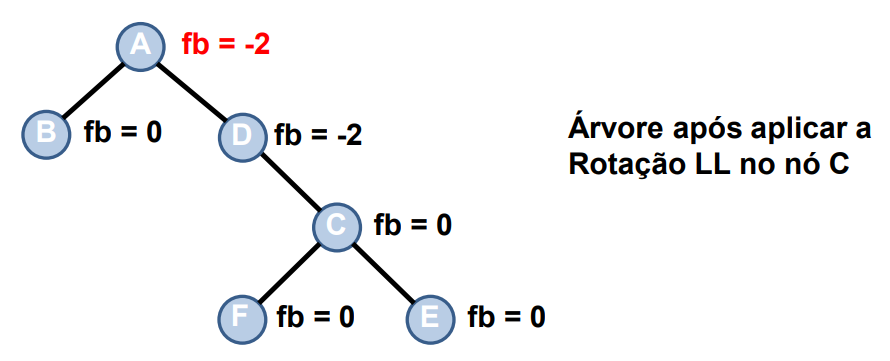 A fb = -2
B fb = 0 D fb = -2
Árvore após aplicar a
Rotação LL no nó C
C fb = 0
F fb = 0 E fb = 0